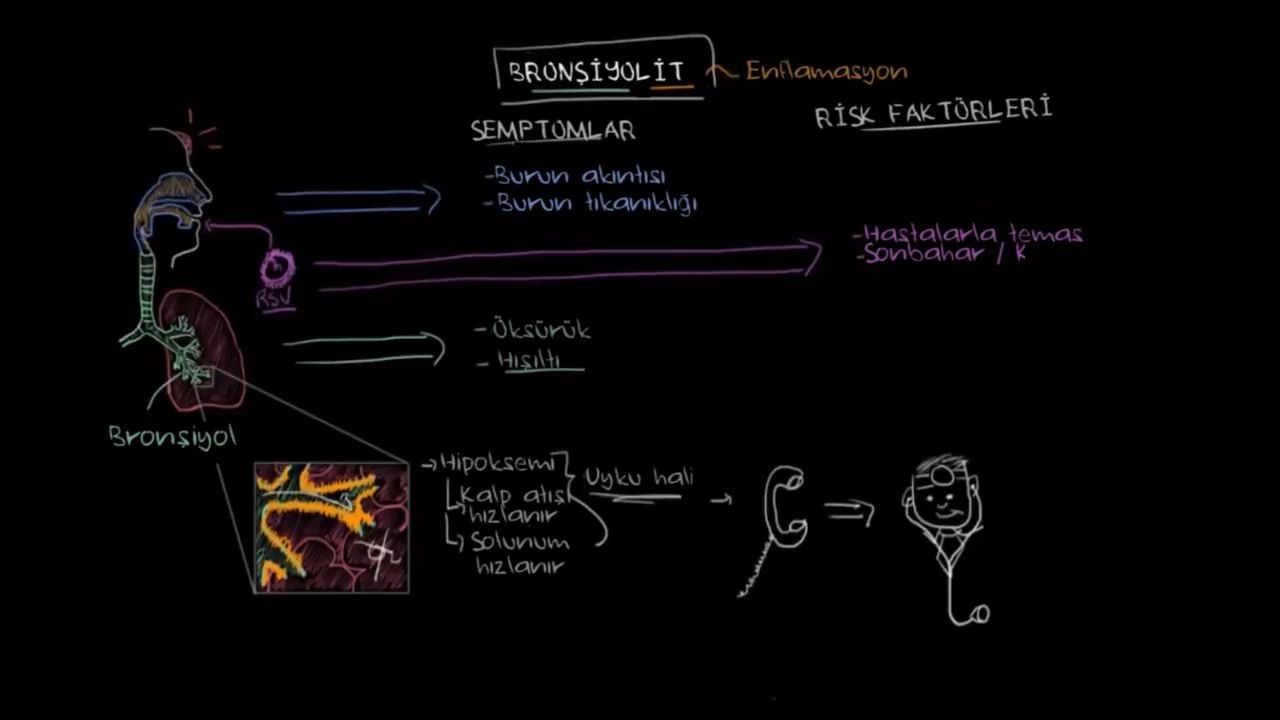 BRONŞİYOLİT
Enflamasyon
SEMPTOMLAR
RİSK FAKTÖRLERİ
-Burun akıntısı
-Burun tıkanıklığı
-Hastalarla temas
-Sonbahar / K
RSV
- Öksürük
- Hışıltı
Bronşiyol
Hipoksemi
Kalp atışı
hızlanır
Solunum
hızlanır
Uyku hali